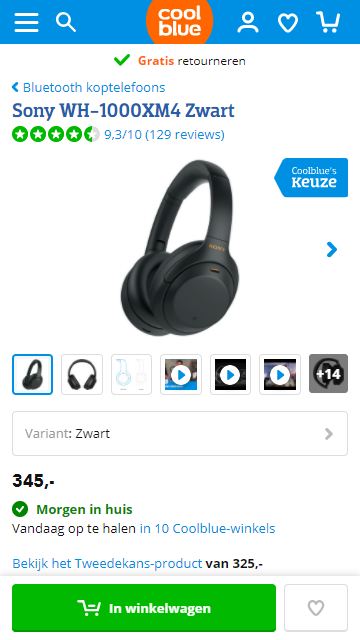 cool
blue
Gratis retourneren
Bluetooth koptelefoons
Sony WH-1000XM4 Zwart
9,3/10 (129 reviews)
Coolblue's
Keuze
SONY
+14
Variant: Zwart
345,-
Morgen in huis
Vandaag op te halen in 10 Coolblue-winkels
Bekijk het Tweedekans-product van 325,-
In winkelwagen